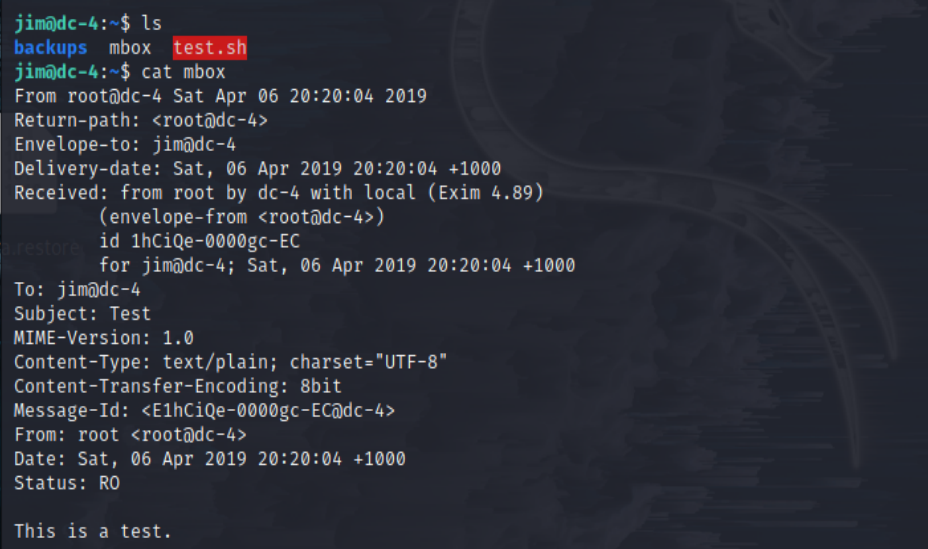 jim@dc-4:~$ ls
backups  mbox  test.sh
jim@dc-4:~$ cat mbox
From root@dc-4 Sat Apr 06 20:20:04 2019
Return-path: <root@dc-4>
Envelope-to: jim@dc-4
Delivery-date: Sat, 06 Apr 2019 20:20:04 +1000
Received: from root by dc-4 with local (Exim 4.89)
        (envelope-from <root@dc-4>)
        id 1hCiQe-0000gc-EC
        for jim@dc-4; Sat, 06 Apr 2019 20:20:04 +1000
To: jim@dc-4
Subject: Test
MIME-Version: 1.0
Content-Type: text/plain; charset="UTF-8"
Content-Transfer-Encoding: 8bit
Message-Id: <E1hCiQe-0000gc-EC@dc-4>
From: root <root@dc-4>
Date: Sat, 06 Apr 2019 20:20:04 +1000
Status: RO

This is a test.